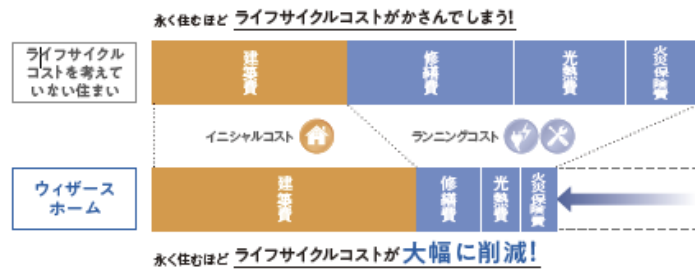 永く住むほど ライフサイクルコストがかさんでしまう!
ライフサイクル
コストを考えて
いない住まい
建築費
修繕費
光熱費
火災保険費
イニシャルコスト
ランニングコスト
ウィザース
ホーム
建築費
修繕費
光熱費
火災保険費
永く住むほど ライフサイクルコストが 大幅に削減!